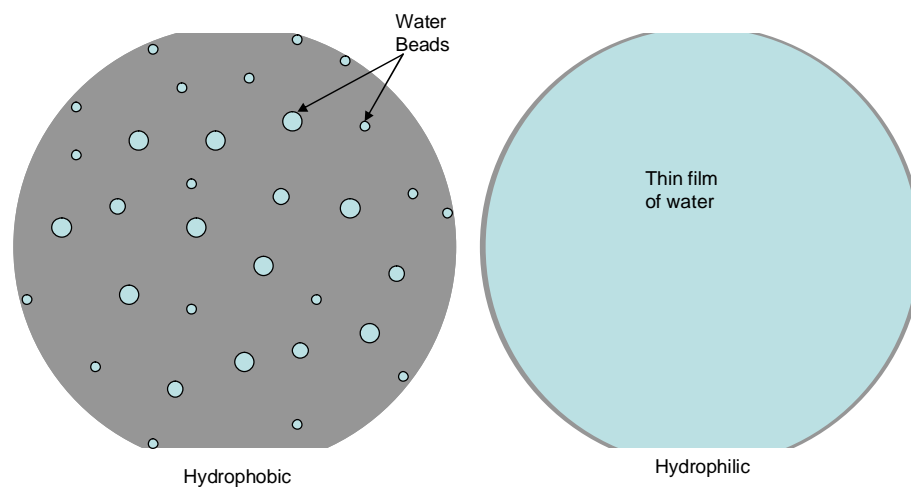 Water
Beads
Thin film
of water
Hydrophobic
Hydrophilic